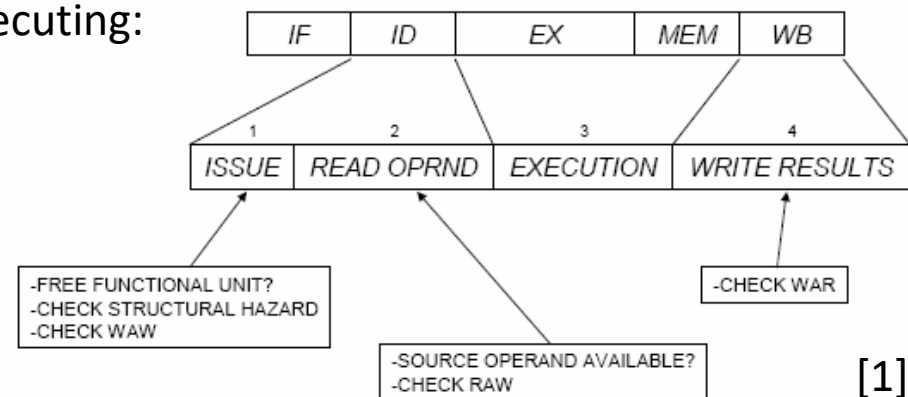 ecuting:
IF ID EX MEM WB
1 2 3 4
ISSUE READ OPRND EXECUTION WRITE RESULTS
-FREE FUNCTIONAL UNIT?
-CHECK STRUCTURAL HAZARD
-CHECK WAW
-CHECK WAR
-SOURCE OPERAND AVAILABLE?
-CHECK RAW
[1]